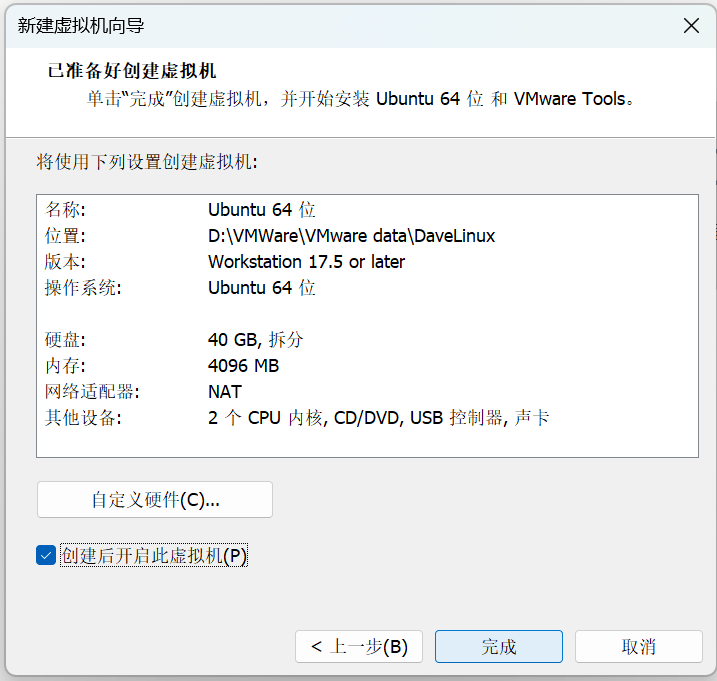 新建虚拟机向导
已准备好创建虚拟机
单击“完成”创建虚拟机，并开始安装 Ubuntu 64 位 和 VMware Tools。
将使用下列设置创建虚拟机:
名称: Ubuntu 64 位
位置: D:\VMWare\VMware data\DaveLinux
版本: Workstation 17.5 or later
操作系统: Ubuntu 64 位
硬盘: 40 GB, 拆分
内存: 4096 MB
网络适配器: NAT
其他设备: 2 个 CPU 内核, CD/DVD, USB 控制器, 声卡
自定义硬件(C)...
创建后开启此虚拟机(P)
< 上一步(B) 完成 取消